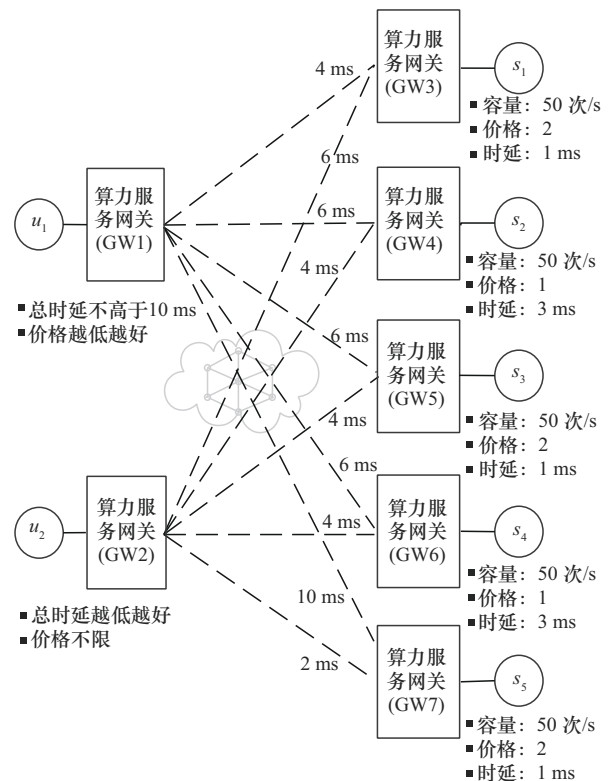 算力服
务网关
(GW3)
s1
4 ms
■容量：50 次/s
■价格：2
■时延：1 ms
6 ms
算力服
务网关
(GW1)
u1
算力服
务网关
(GW4)
s2
6 ms
4 ms
■容量：50 次/s
■价格：1
■时延：3 ms
■总时延不高于10 ms
■价格越低越好
6 ms
算力服
务网关
(GW5)
s3
4 ms
■容量：50 次/s
■价格：2
■时延：1 ms
6 ms
算力服
务网关
(GW2)
u2
算力服
务网关
(GW6)
s4
4 ms
■容量：50 次/s
■价格：1
■时延：3 ms
■总时延越低越好
■价格不限
10 ms
2 ms
算力服
务网关
(GW7)
s5
■容量：50 次/s
■价格：2
■时延：1 ms